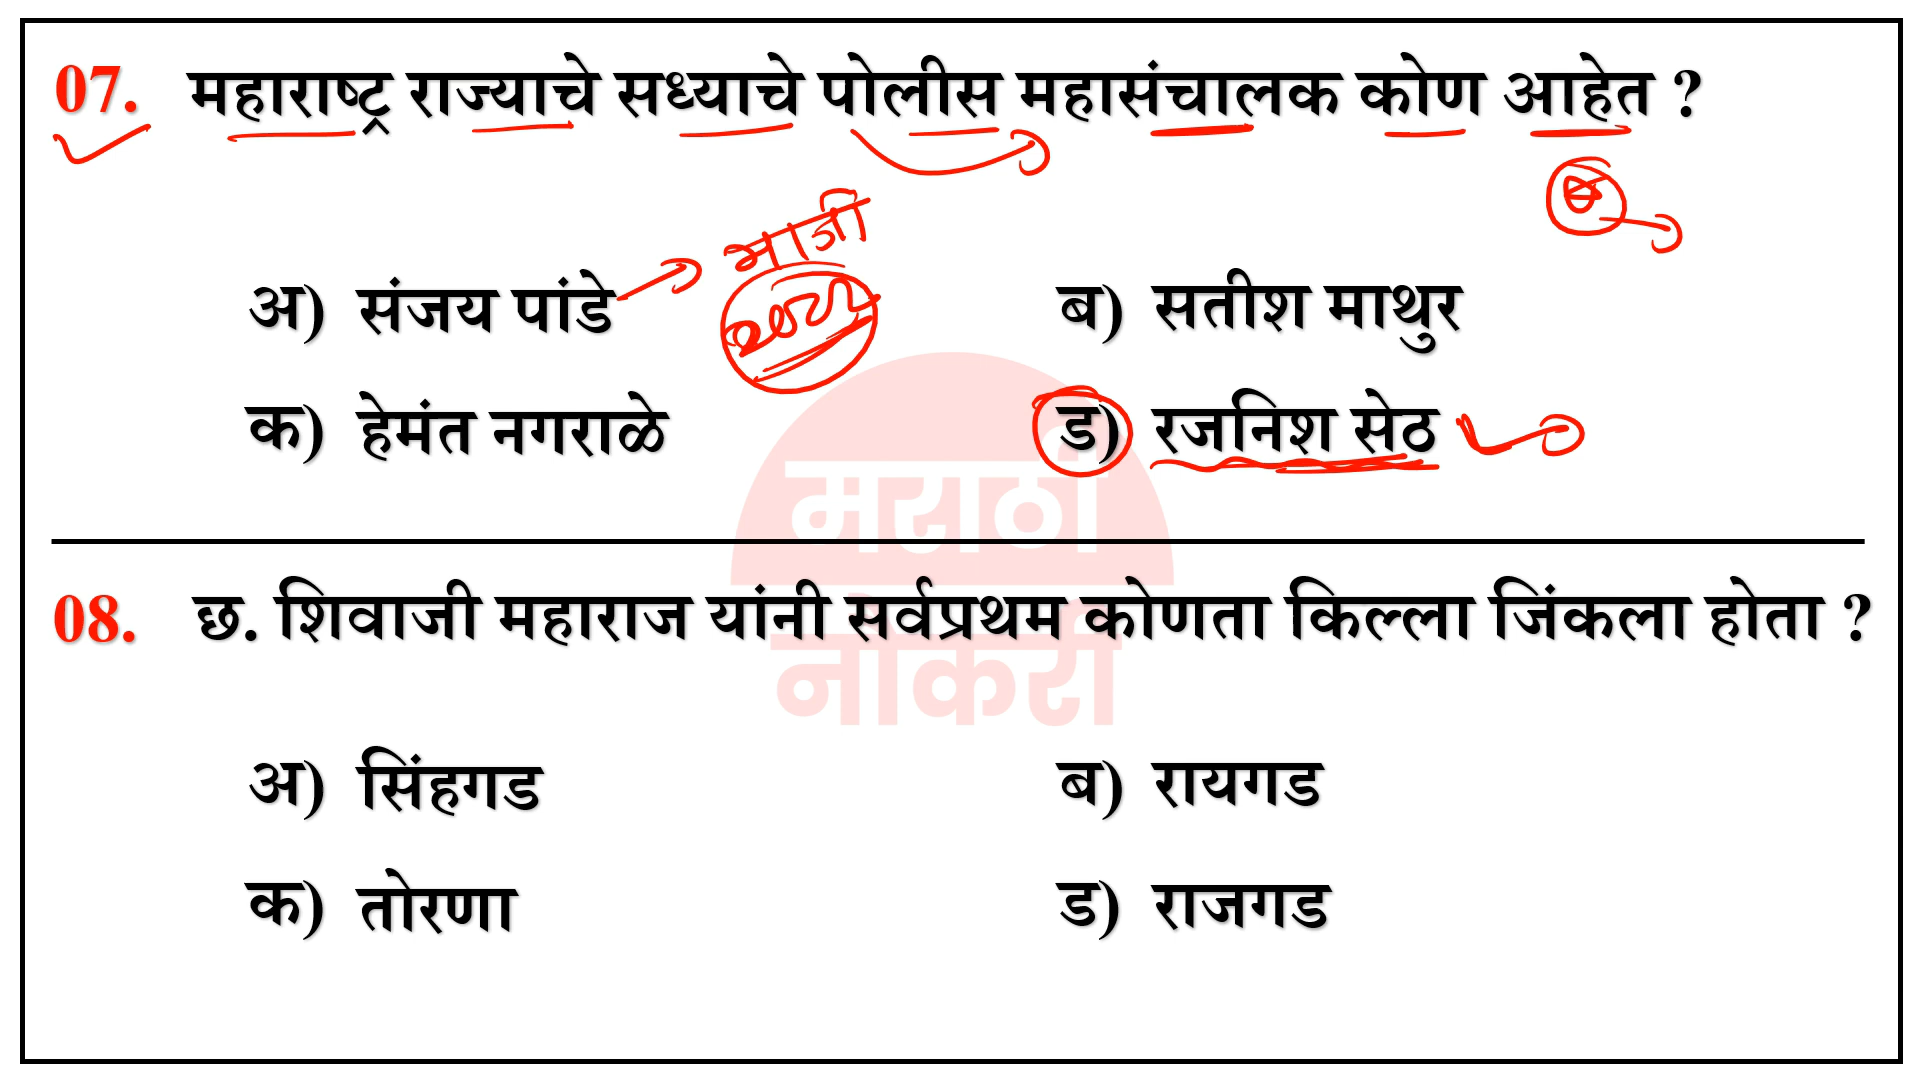 07. महाराष्ट्र राज्याचे सध्याचे पोलीस महासंचालक कोण आहेत ?
माजी
अ) संजय पांडे
ब) सतीश माथुर
क) हेमंत नगराळे
ड) रजनिश सेठ
मराठी
08. छ. शिवाजी महाराज यांनी सर्वप्रथम कोणता किल्ला जिंकला होता ?
नोकरी
अ) सिंहगड
ब) रायगड
क) तोरणा
ड) राजगड